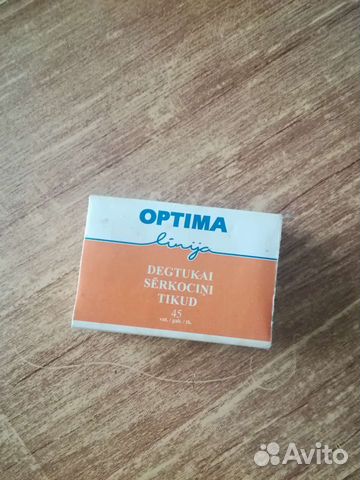 OPTIMA
linija
DEGTUKAI
SĒRKOCIŅI
TIKUD
45
vnt. / gab. / tk.
Avito